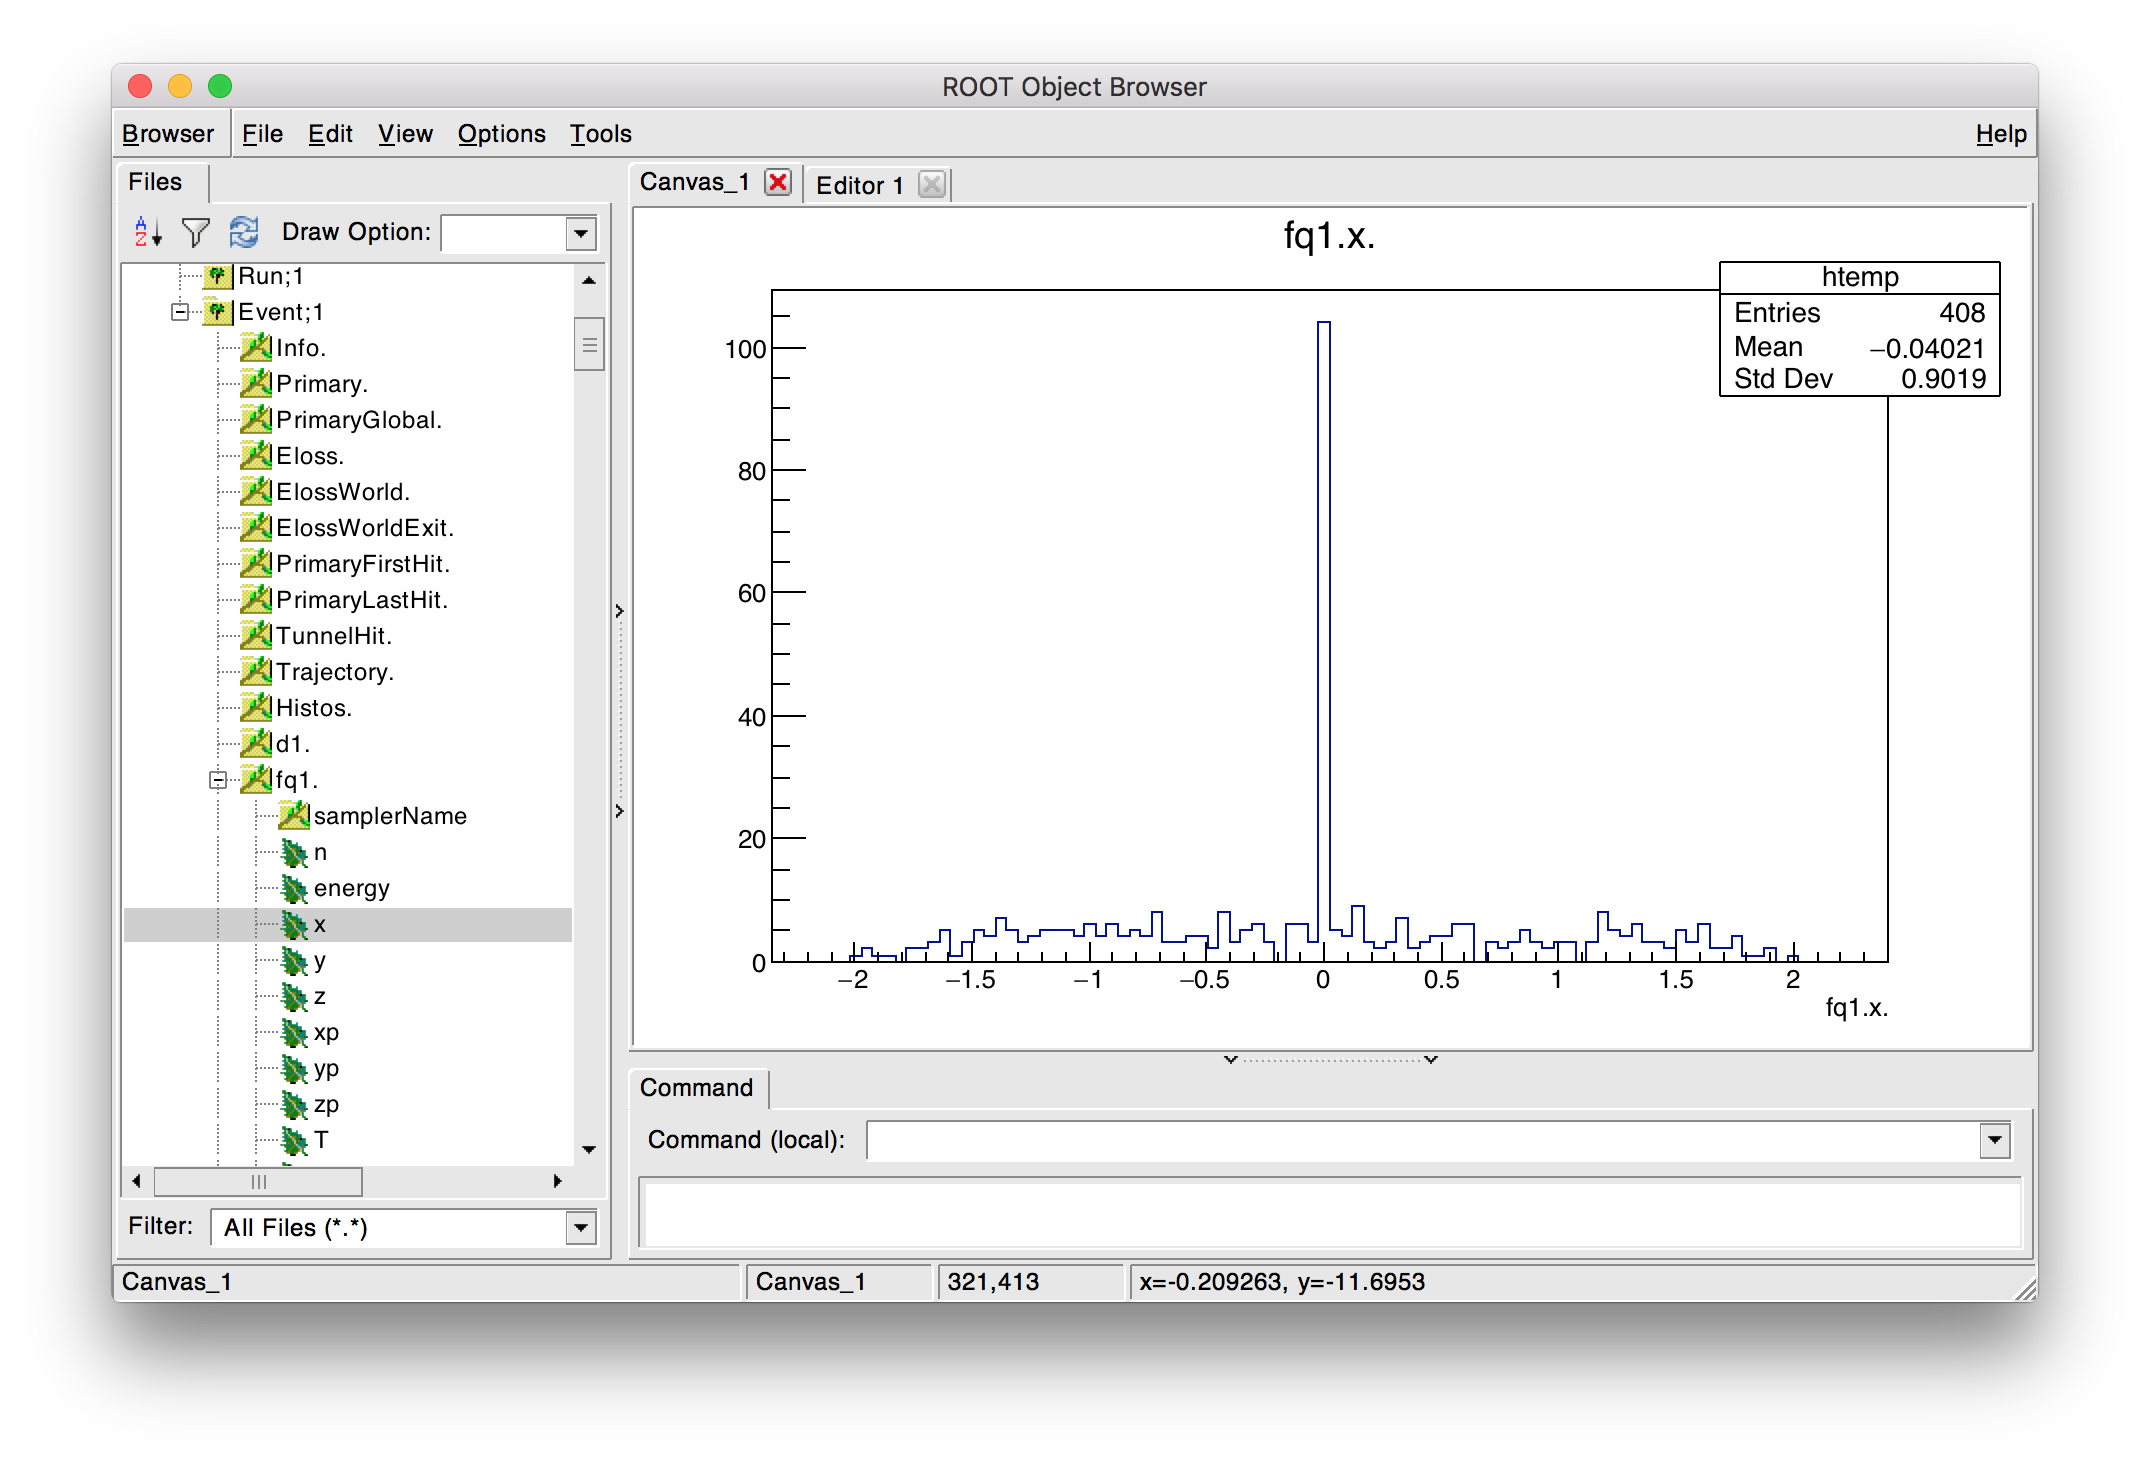 ROOT Object Browser
Browser File Edit View Options Tools Help
Files
Draw Option:
Run;1
Event;1
Info.
Primary.
PrimaryGlobal.
Eloss.
ElossWorld.
ElossWorldExit.
PrimaryFirstHit.
PrimaryLastHit.
TunnelHit.
Trajectory.
Histos.
d1.
fq1.
samplerName
n
energy
x
y
z
xp
yp
zp
T
Filter: All Files (*.*)
Canvas_1 Editor 1
fq1.x.
htemp
Entries 408
Mean −0.04021
Std Dev 0.9019
100
80
60
40
20
0
−2 −1.5 −1 −0.5 0 0.5 1 1.5 2
fq1.x.
Command
Command (local):
Canvas_1 Canvas_1 321,413 x=-0.209263, y=-11.6953